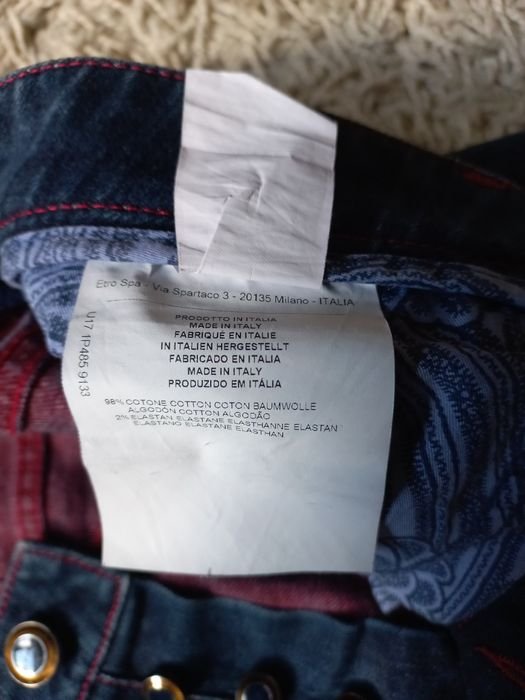 Etro Spa - Via Spartaco 3 - 20135 Milano - ITALIA
PRODOTTO IN ITALIA
MADE IN ITALY
FABRIQUÉ EN ITALIE
IN ITALIEN HERGESTELLT
FABRICADO EN ITALIA
MADE IN ITALY
PRODUZIDO EM ITÁLIA
98% COTONE COTTON COTON BAUMWOLLE
ALGODÓN COTTON ALGODÃO
2% ELASTAN ELASTANE ELASTHANNE ELASTAN
ELASTANO ELASTANE ELASTHAN
U17 1P485 9133